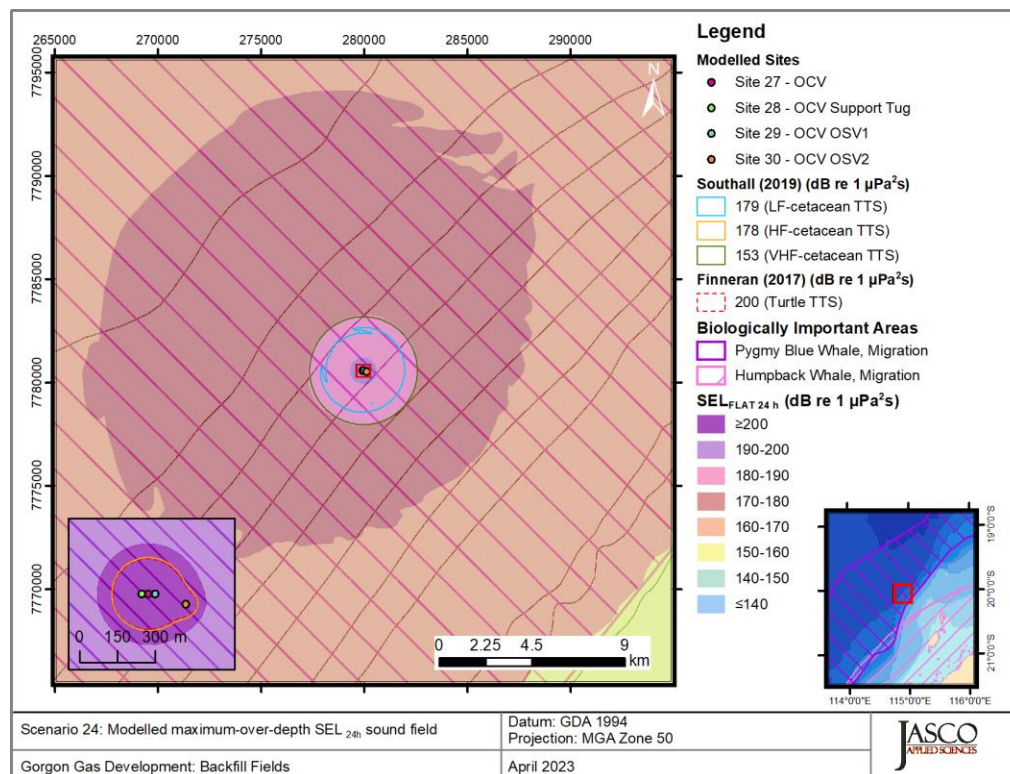 265000 270000 275000 280000 285000 290000
7795000
7790000
7785000
7780000
7775000
7770000
N
0 150 300 m
0 2.25 4.5 9
km
Legend
Modelled Sites
Site 27 - OCV
Site 28 - OCV Support Tug
Site 29 - OCV OSV1
Site 30 - OCV OSV2
Southall (2019) (dB re 1 µPa²s)
179 (LF-cetacean TTS)
178 (HF-cetacean TTS)
153 (VHF-cetacean TTS)
Finneran (2017) (dB re 1 µPa²s)
200 (Turtle TTS)
Biologically Important Areas
Pygmy Blue Whale, Migration
Humpback Whale, Migration
SELFLAT 24 h (dB re 1 µPa²s)
≥200
190-200
180-190
170-180
160-170
150-160
140-150
≤140
19°0'0"S
20°0'0"S
21°0'0"S
114°0'0"E 115°0'0"E 116°0'0"E
Scenario 24: Modelled maximum-over-depth SEL 24h sound field
Datum: GDA 1994
Projection: MGA Zone 50
Gorgon Gas Development: Backfill Fields
April 2023
JASCO
APPLIED SCIENCES